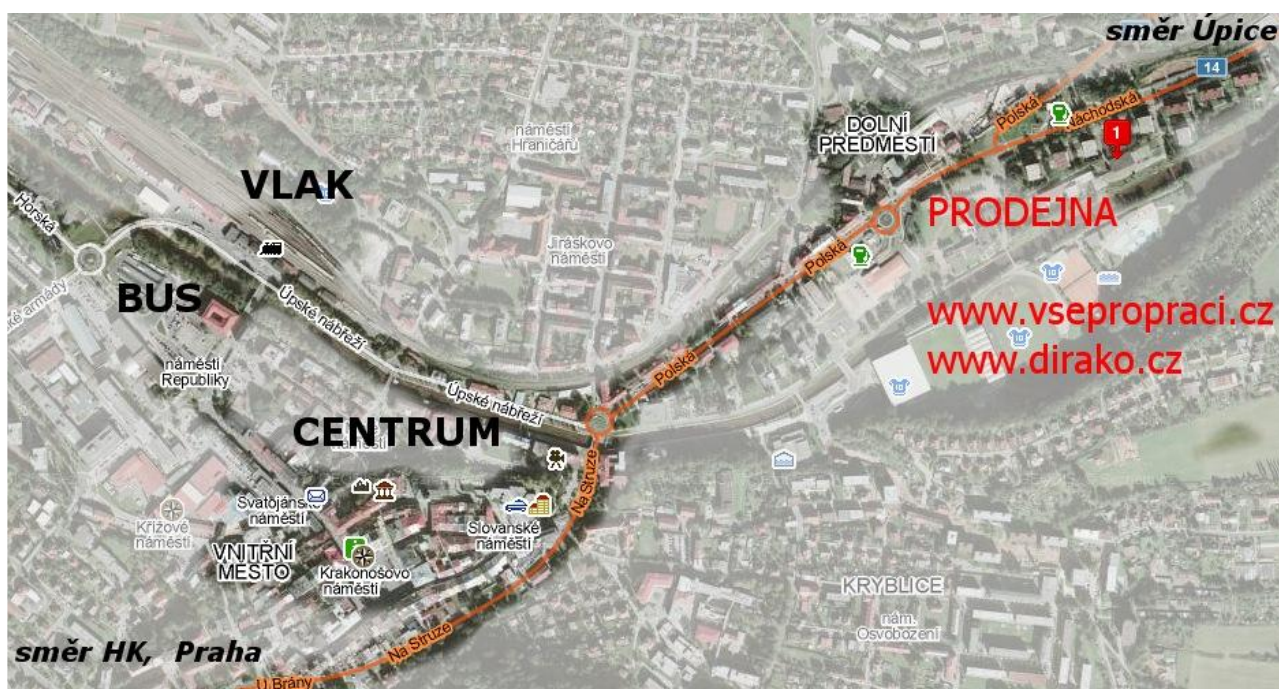 směr Úpice
14
Polská
Náchodská
1
DOLNÍ
PŘEDMĚSTÍ
náměstí
Hraničářů
VLAK
Horská
PRODEJNA
Jiráskovo
náměstí
Polská
BUS
Úpské nábřeží
www.vsepropraci.cz
www.dirako.cz
náměstí
Republiky
Polská
Úpské nábřeží
CENTRUM
náměstí
Na Struze
Svatojánské
náměstí
Slovanské
náměstí
Křížové
náměstí
VNITŘNÍ
MĚSTO
Krakonošovo
náměstí
KRYBLICE
nám.
Osvobození
Na Struze
směr HK, Praha
U Brány